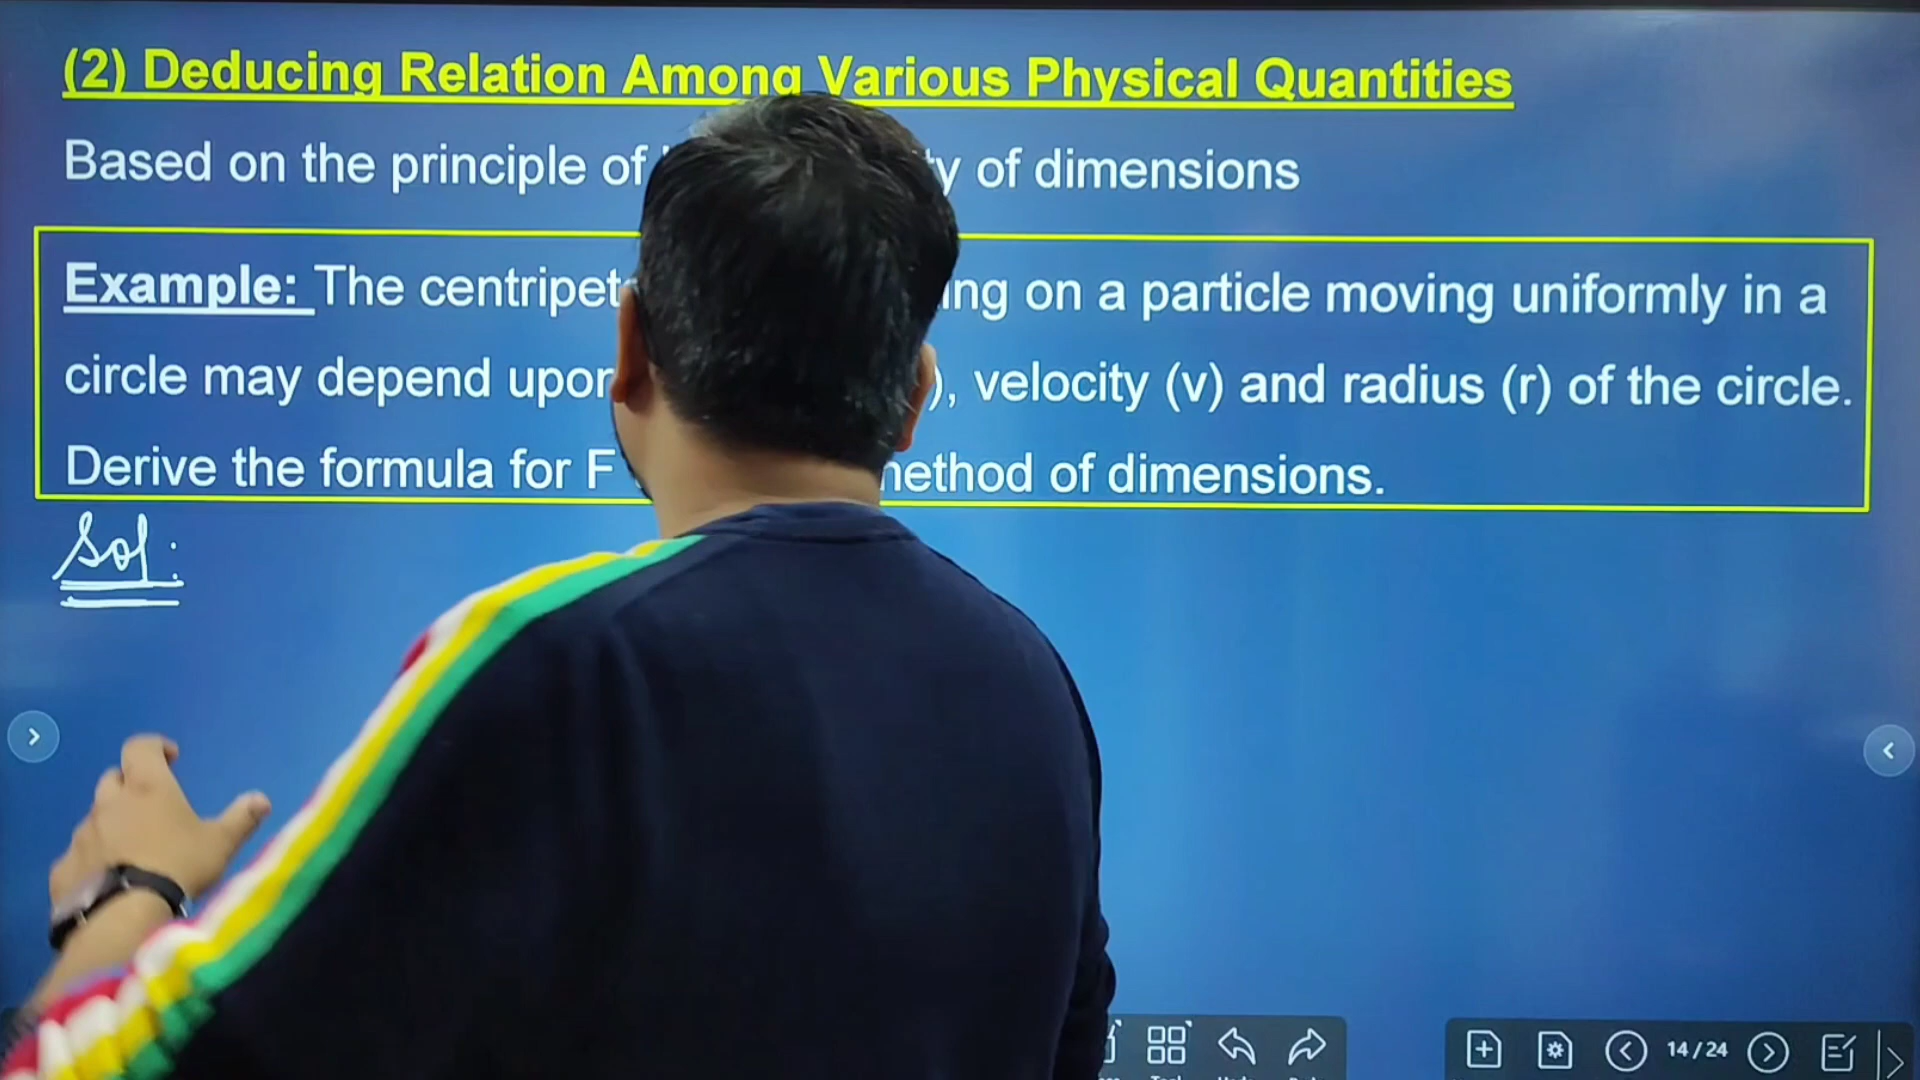 (2) Deducing Relation Among Various Physical Quantities
Based on the principle of y of dimensions
Example: The centripet ing on a particle moving uniformly in a
circle may depend upon ), velocity (v) and radius (r) of the circle.
Derive the formula for F method of dimensions.
Sol:
14/24